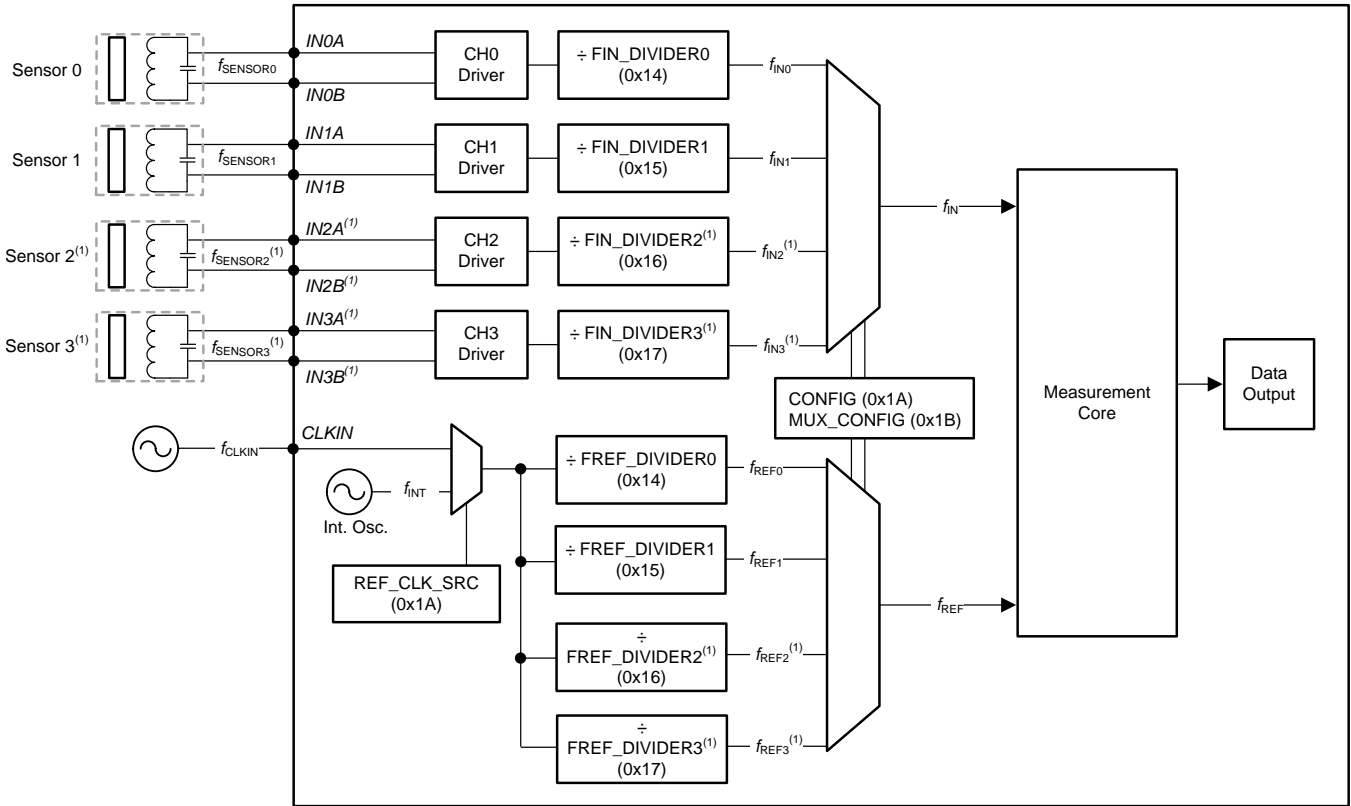 Sensor 0
fSENSOR0
IN0A
IN0B
CH0
Driver
÷ FIN_DIVIDER0
(0x14)
fIN0
Sensor 1
fSENSOR1
IN1A
IN1B
CH1
Driver
÷ FIN_DIVIDER1
(0x15)
fIN1
Sensor 2(1)
fSENSOR2(1)
IN2A(1)
IN2B(1)
CH2
Driver
÷ FIN_DIVIDER2(1)
(0x16)
fIN2(1)
Sensor 3(1)
fSENSOR3(1)
IN3A(1)
IN3B(1)
CH3
Driver
÷ FIN_DIVIDER3(1)
(0x17)
fIN3(1)
fIN
CONFIG (0x1A)
MUX_CONFIG (0x1B)
Measurement
Core
Data
Output
fCLKIN
CLKIN
fINT
Int. Osc.
REF_CLK_SRC
(0x1A)
÷ FREF_DIVIDER0
(0x14)
fREF0
÷ FREF_DIVIDER1
(0x15)
fREF1
÷
FREF_DIVIDER2(1)
(0x16)
fREF2(1)
÷
FREF_DIVIDER3(1)
(0x17)
fREF3(1)
fREF